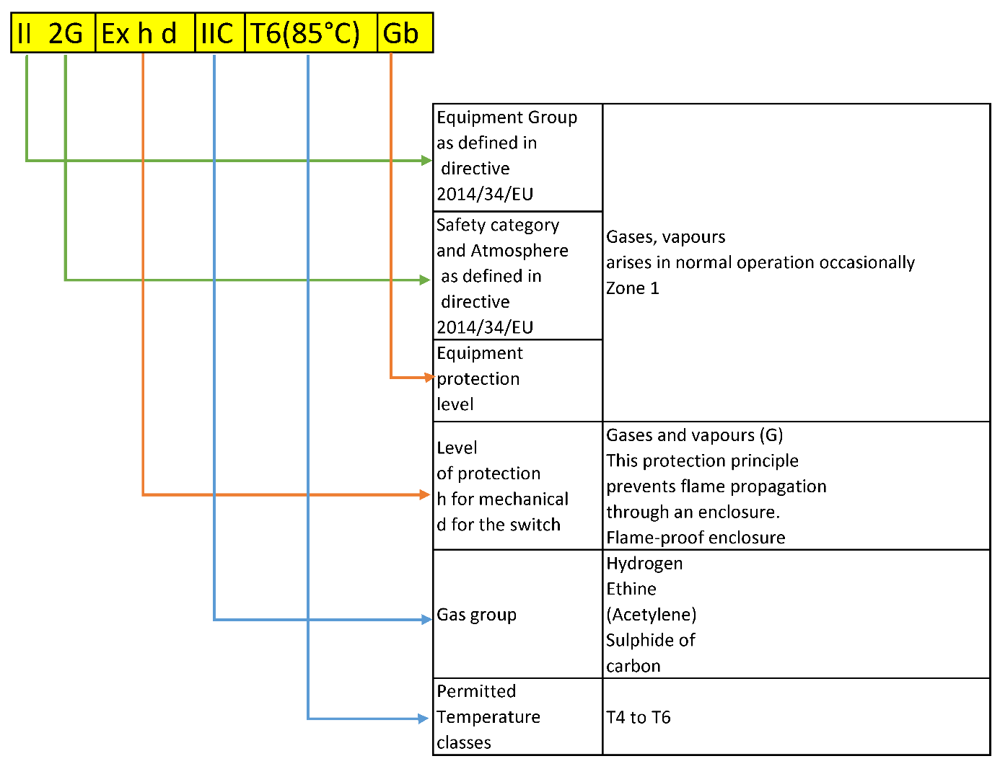 II 2G Ex h d IIC T6(85°C) Gb
Equipment Group
as defined in
directive
2014/34/EU
Safety category
and Atmosphere
as defined in
directive
2014/34/EU
Equipment
protection
level
Gases, vapours
arises in normal operation occasionally
Zone 1
Level
of protection
h for mechanical
d for the switch
Gases and vapours (G)
This protection principle
prevents flame propagation
through an enclosure.
Flame-proof enclosure
Gas group
Hydrogen
Ethine
(Acetylene)
Sulphide of
carbon
Permitted
Temperature
classes
T4 to T6